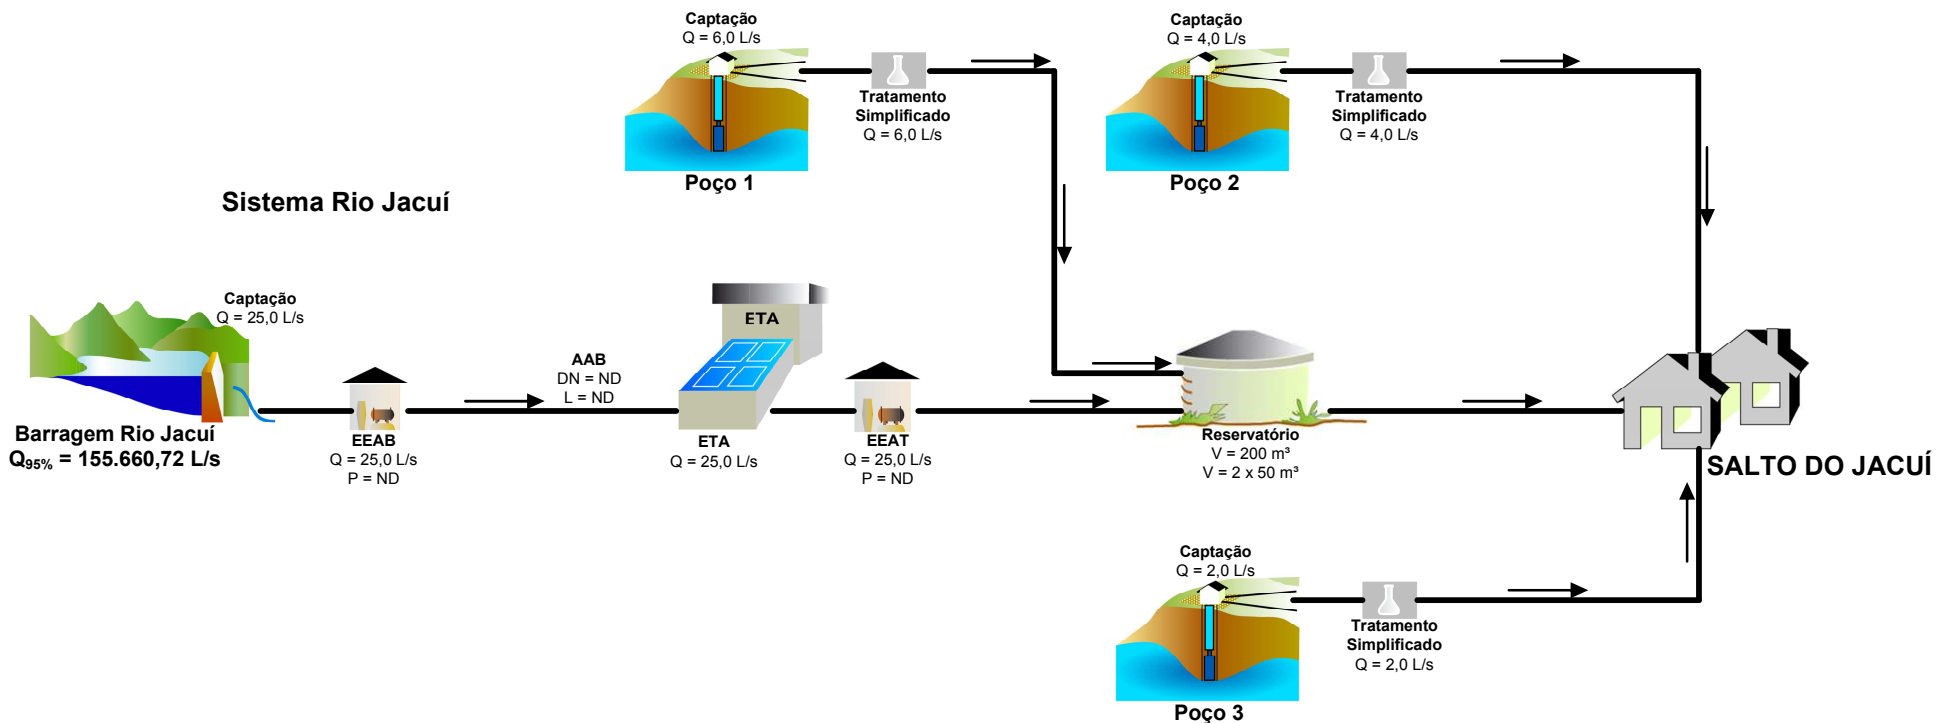 Captação
Q = 6,0 L/s
Tratamento
Simplificado
Q = 6,0 L/s
Poço 1
Captação
Q = 4,0 L/s
Tratamento
Simplificado
Q = 4,0 L/s
Poço 2
Sistema Rio Jacuí
Captação
Q = 25,0 L/s
Barragem Rio Jacuí
Q95% = 155.660,72 L/s
EEAB
Q = 25,0 L/s
P = ND
AAB
DN = ND
L = ND
ETA
ETA
Q = 25,0 L/s
EEAT
Q = 25,0 L/s
P = ND
Reservatório
V = 200 m³
V = 2 x 50 m³
SALTO DO JACUÍ
Captação
Q = 2,0 L/s
Tratamento
Simplificado
Q = 2,0 L/s
Poço 3